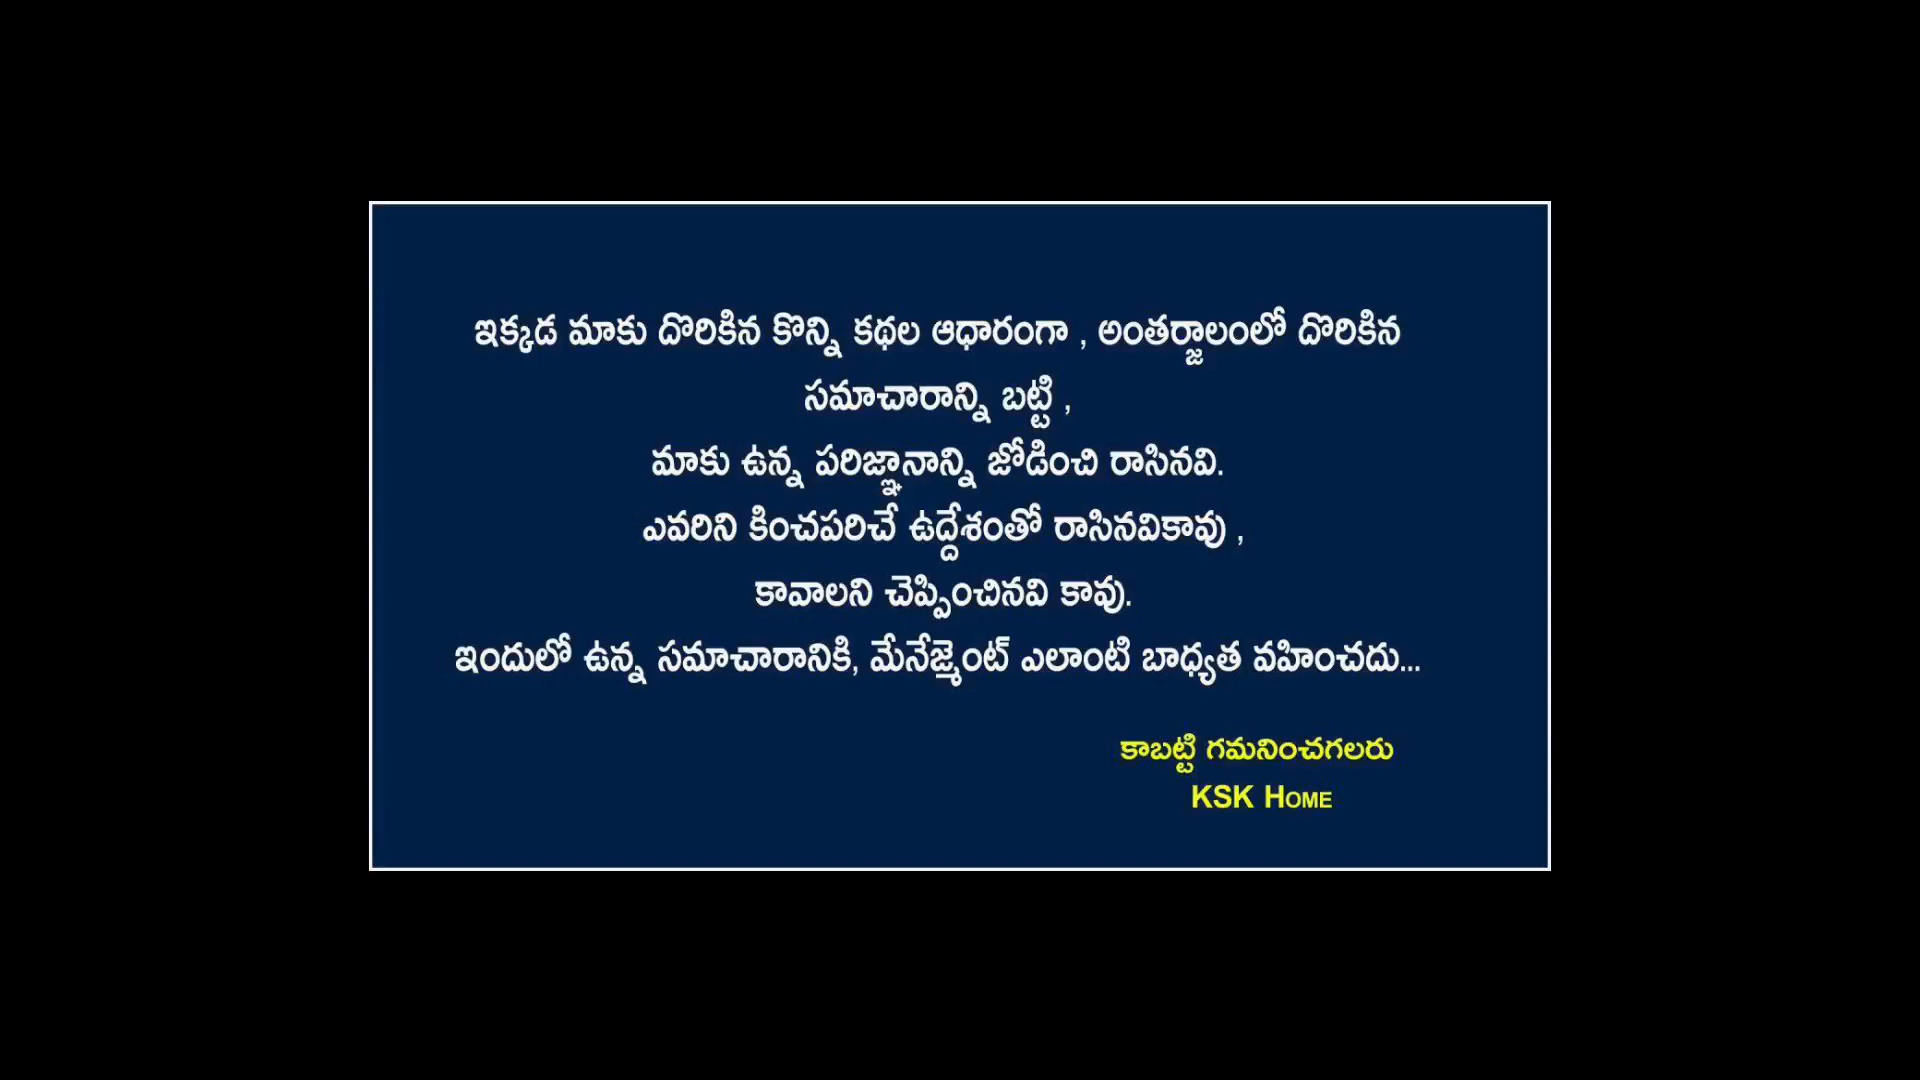 ఇక్కడ మాకు దొరికిన కొన్ని కథల ఆధారంగా , అంతర్జాలంలో దొరికిన
సమాచారాన్ని బట్టి ,
మాకు ఉన్న పరిజ్ఞానాన్ని జోడించి రాసినవి.
ఎవరిని కించపరిచే ఉద్దేశంతో రాసినవికావు ,
కావాలని చెప్పించినవి కావు.
ఇందులో ఉన్న సమాచారానికి, మేనేజ్మెంట్ ఎలాంటి బాధ్యత వహించదు...
కాబట్టి గమనించగలరు
KSK HOME